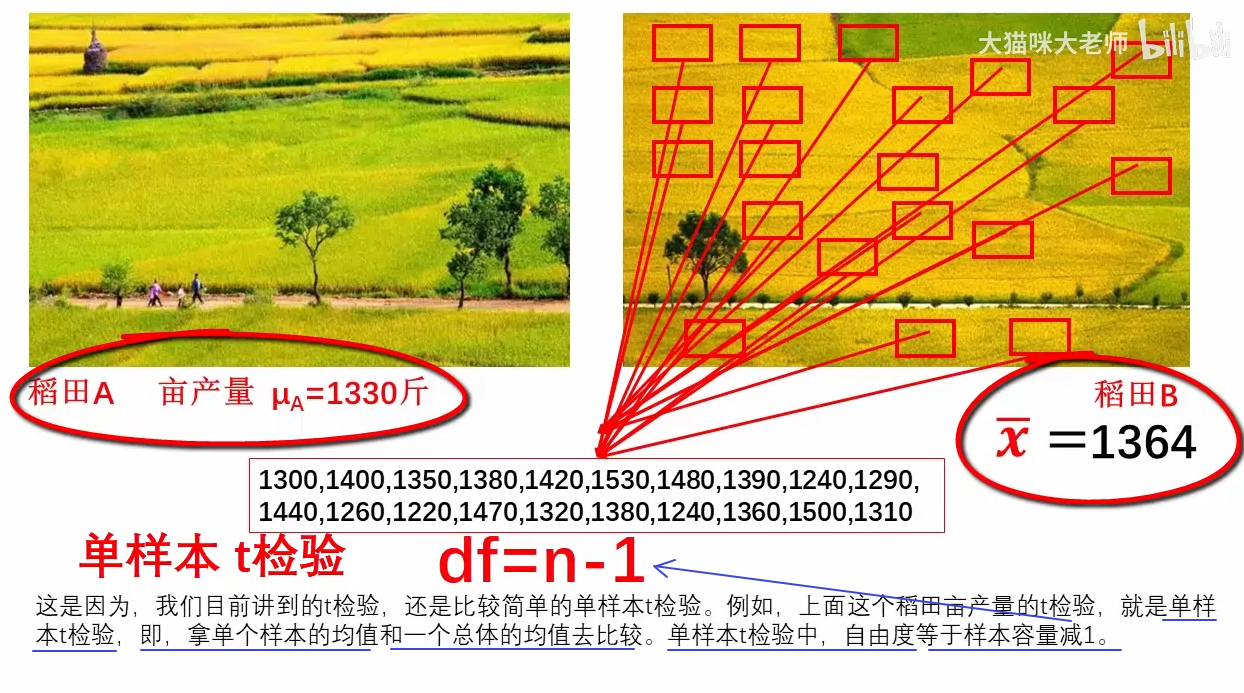 大猫咪大老师 bilibili
稻田A 亩产量 μA=1330斤
稻田B
x̄ =1364
1300,1400,1350,1380,1420,1530,1480,1390,1240,1290,
1440,1260,1220,1470,1320,1380,1240,1360,1500,1310
单样本 t检验 df=n-1
这是因为，我们目前讲到的t检验，还是比较简单的单样本t检验。例如，上面这个稻田亩产量的t检验，就是单样
本t检验，即，拿单个样本的均值和一个总体的均值去比较。单样本t检验中，自由度等于样本容量减1。